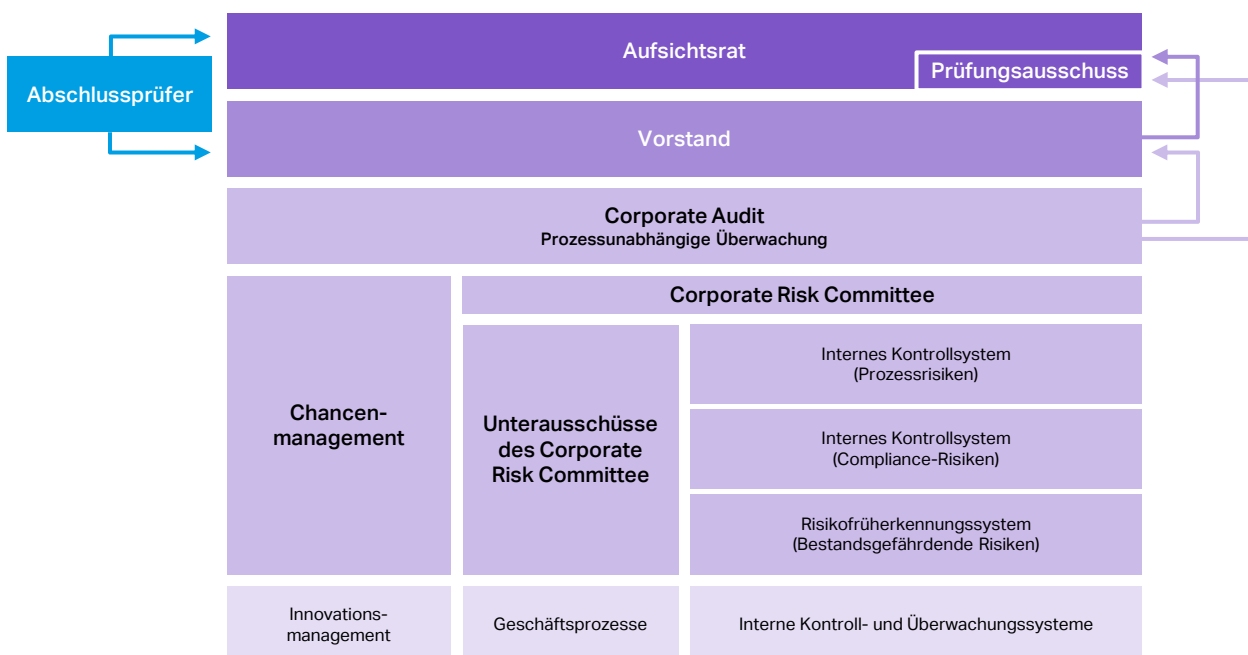 Aufsichtsrat
Prüfungsausschuss
Abschlussprüfer
Vorstand
Corporate Audit
Prozessunabhängige Überwachung
Corporate Risk Committee
Chancen-
management
Unterausschüsse
des Corporate
Risk Committee
Internes Kontrollsystem
(Prozessrisiken)
Internes Kontrollsystem
(Compliance-Risiken)
Risikofrüherkennungssystem
(Bestandsgefährdende Risiken)
Innovations-
management
Geschäftsprozesse
Interne Kontroll- und Überwachungssysteme